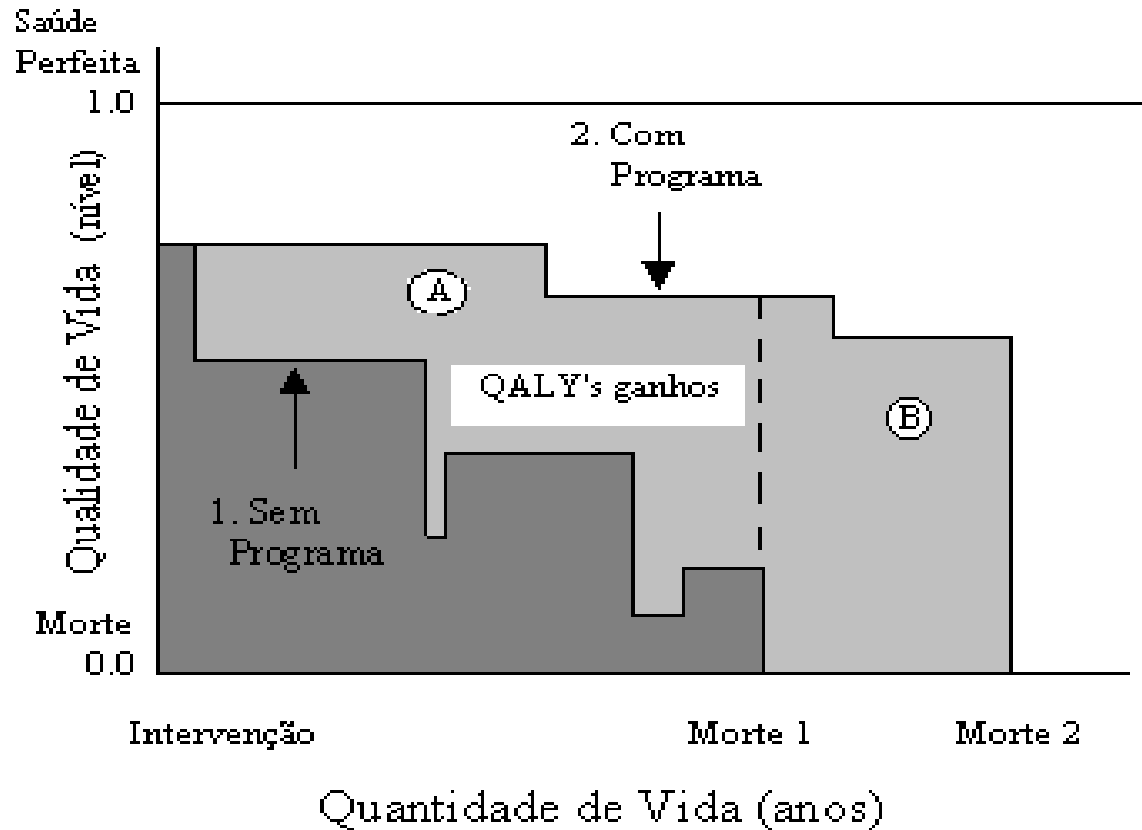 Saúde
Perfeita
1.0
2. Com
Programa
A
QALY's ganhos
B
1. Sem
Programa
Qualidade de Vida (nível)
Morte
0.0
Intervenção
Morte 1
Morte 2
Quantidade de Vida (anos)